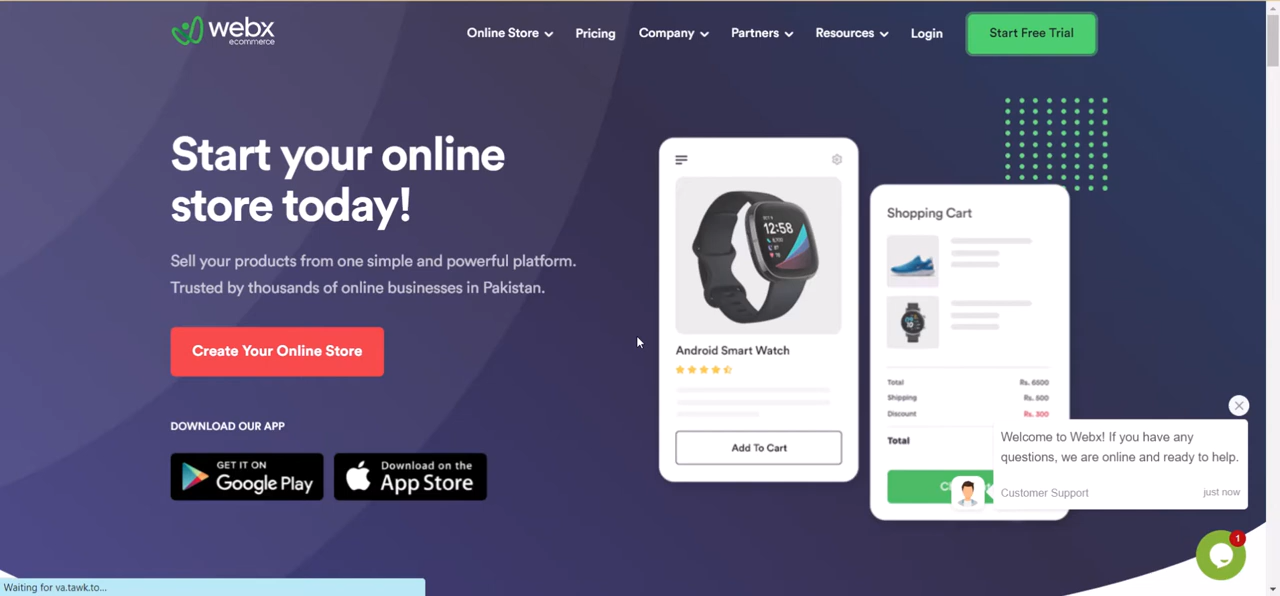 webx
ecommerce
Online Store
Pricing
Company
Partners
Resources
Login
Start Free Trial
Start your online
store today!
Sell your products from one simple and powerful platform.
Trusted by thousands of online businesses in Pakistan.
Create Your Online Store
DOWNLOAD OUR APP
GET IT ON
Google Play
Download on the
App Store
12:58
Android Smart Watch
Add To Cart
Shopping Cart
Total Rs. 6500
Shipping Rs. 500
Discount Rs. 300
Total
Welcome to Webx! If you have any
questions, we are online and ready to help.
Customer Support just now
1
Waiting for va.tawk.to...